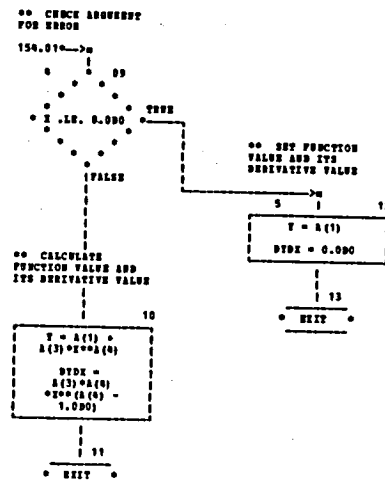 ** CHECK ARGUMENT
FOR ERROR
154.01*-->*
09
X .LE. 0.0D0
TRUE
FALSE
** SET FUNCTION
VALUE AND ITS
DERIVATIVE VALUE
5
Y = A(1)
DYDX = 0.0D0
13
* EXIT *
** CALCULATE
FUNCTION VALUE AND
ITS DERIVATIVE VALUE
10
Y = A(1) +
A(3)*X**A(4)
DYDX =
A(3)*A(4)
*X**(A(4) -
1.0D0)
11
* EXIT *